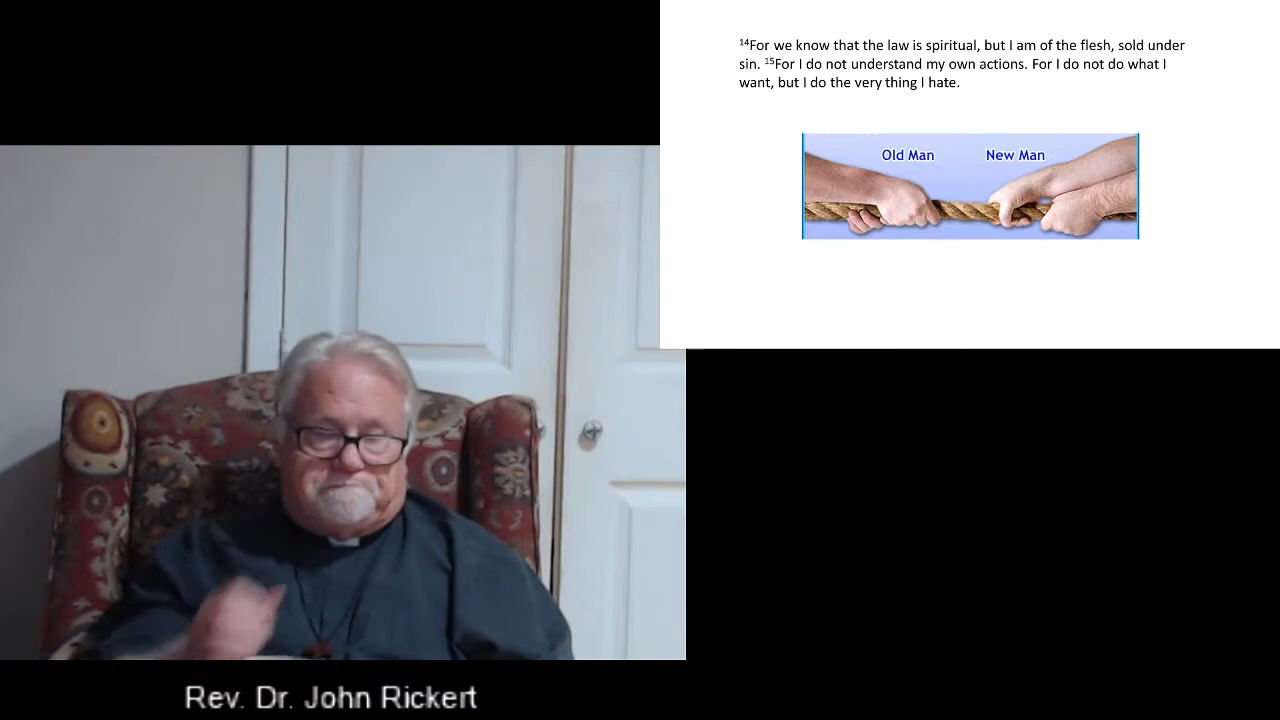 ¹⁴For we know that the law is spiritual, but I am of the flesh, sold under
sin. ¹⁵For I do not understand my own actions. For I do not do what I
want, but I do the very thing I hate.
Old Man New Man
Rev. Dr. John Rickert